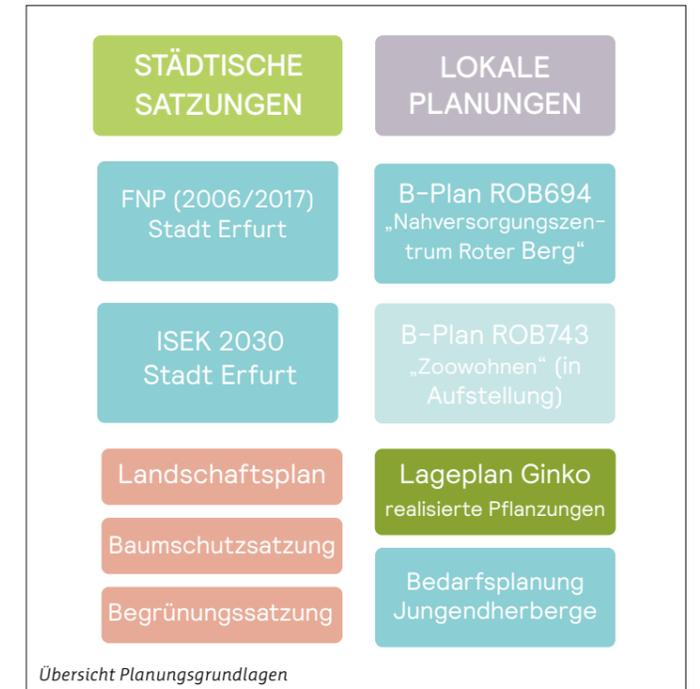 STÄDTISCHE
SATZUNGEN
FNP (2006/2017)
Stadt Erfurt
ISEK 2030
Stadt Erfurt
Landschaftsplan
Baumschutzsatzung
Begrünungssatzung
LOKALE
PLANUNGEN
B-Plan ROB694
„Nahversorgungszen-
trum Roter Berg“
B-Plan ROB743
„Zoowohnen“ (in
Aufstellung)
Lageplan Ginko
realisierte Pflanzungen
Bedarfsplanung
Jungendherberge
Übersicht Planungsgrundlagen